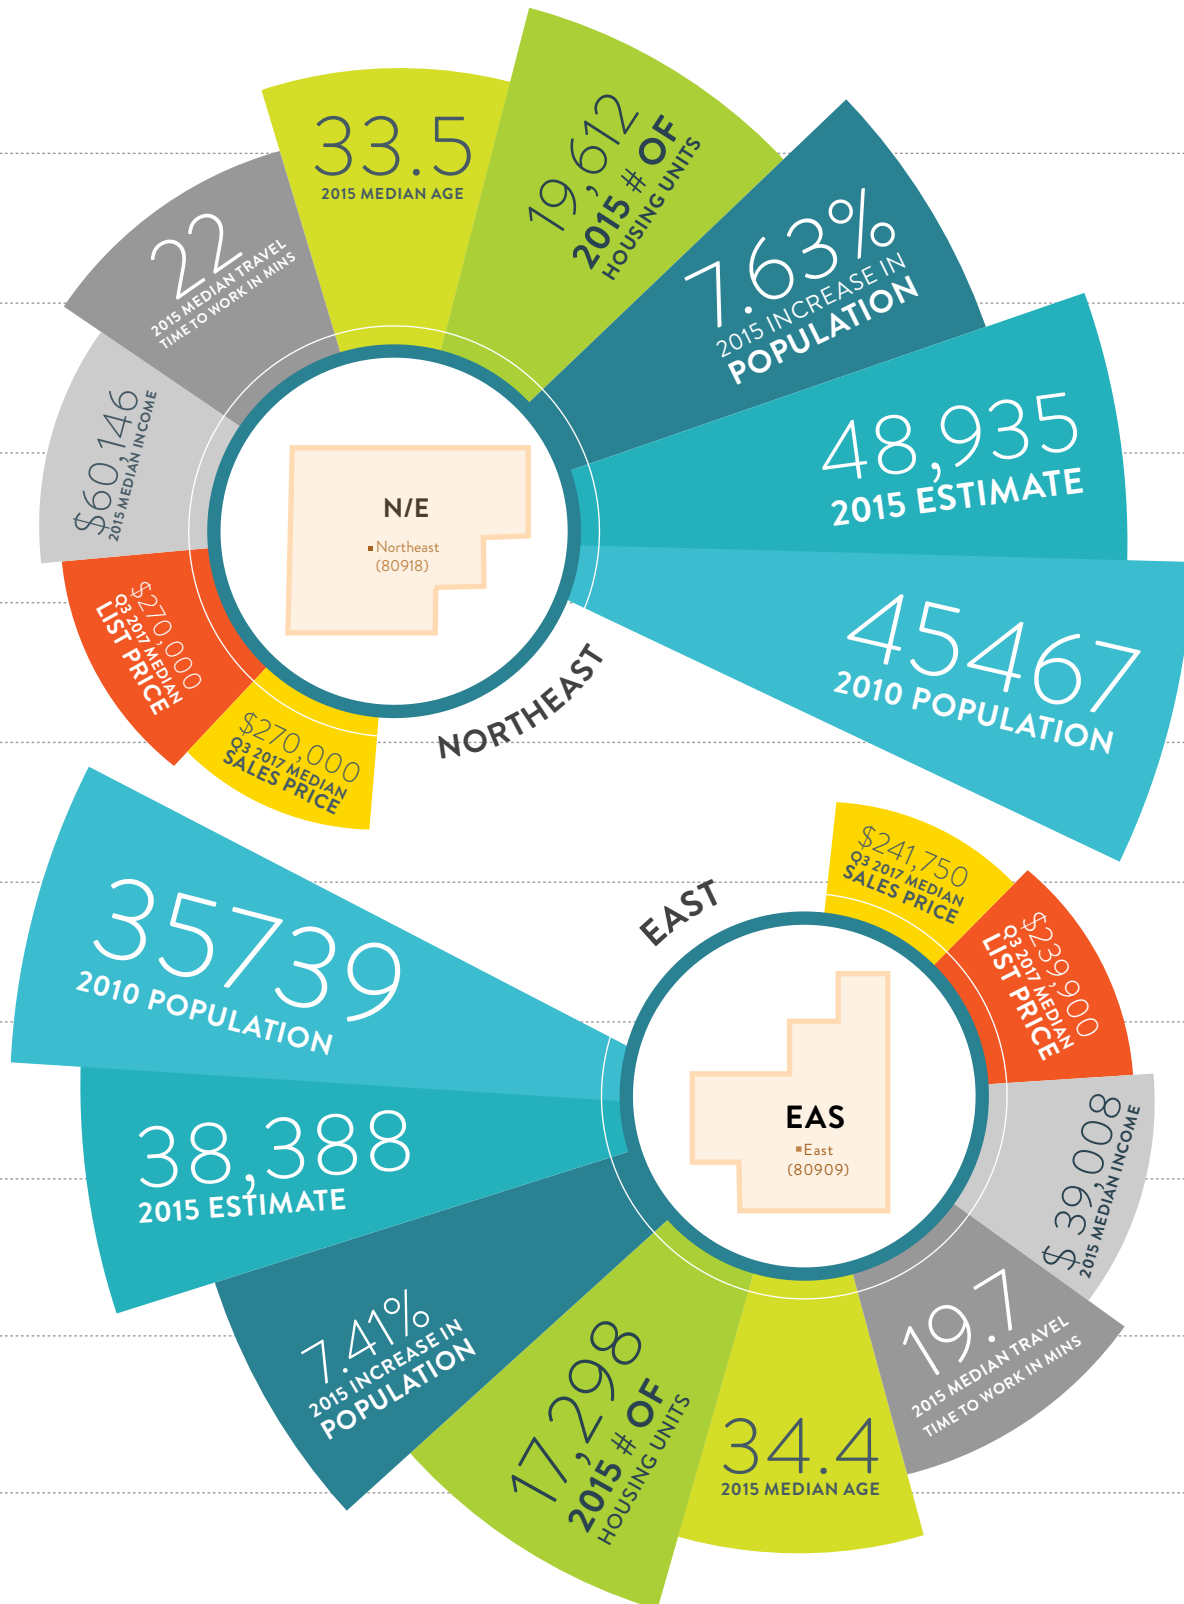 33.5
2015 MEDIAN AGE
19,612
2015 # OF
HOUSING UNITS
7.63%
2015 INCREASE IN
POPULATION
48,935
2015 ESTIMATE
45467
2010 POPULATION
22
2015 MEDIAN TRAVEL
TIME TO WORK IN MINS
$60,146
2015 MEDIAN INCOME
$270,000
Q3 2017 MEDIAN
LIST PRICE
$270,000
Q3 2017 MEDIAN
SALES PRICE
N/E
Northeast
(80918)
NORTHEAST
EAST
EAS
East
(80909)
$241,750
Q3 2017 MEDIAN
SALES PRICE
$239,900
Q3 2017 MEDIAN
LIST PRICE
$ 39,008
2015 MEDIAN INCOME
19.7
2015 MEDIAN TRAVEL
TIME TO WORK IN MINS
34.4
2015 MEDIAN AGE
17,298
2015 # OF
HOUSING UNITS
7.41%
2015 INCREASE IN
POPULATION
38,388
2015 ESTIMATE
35739
2010 POPULATION